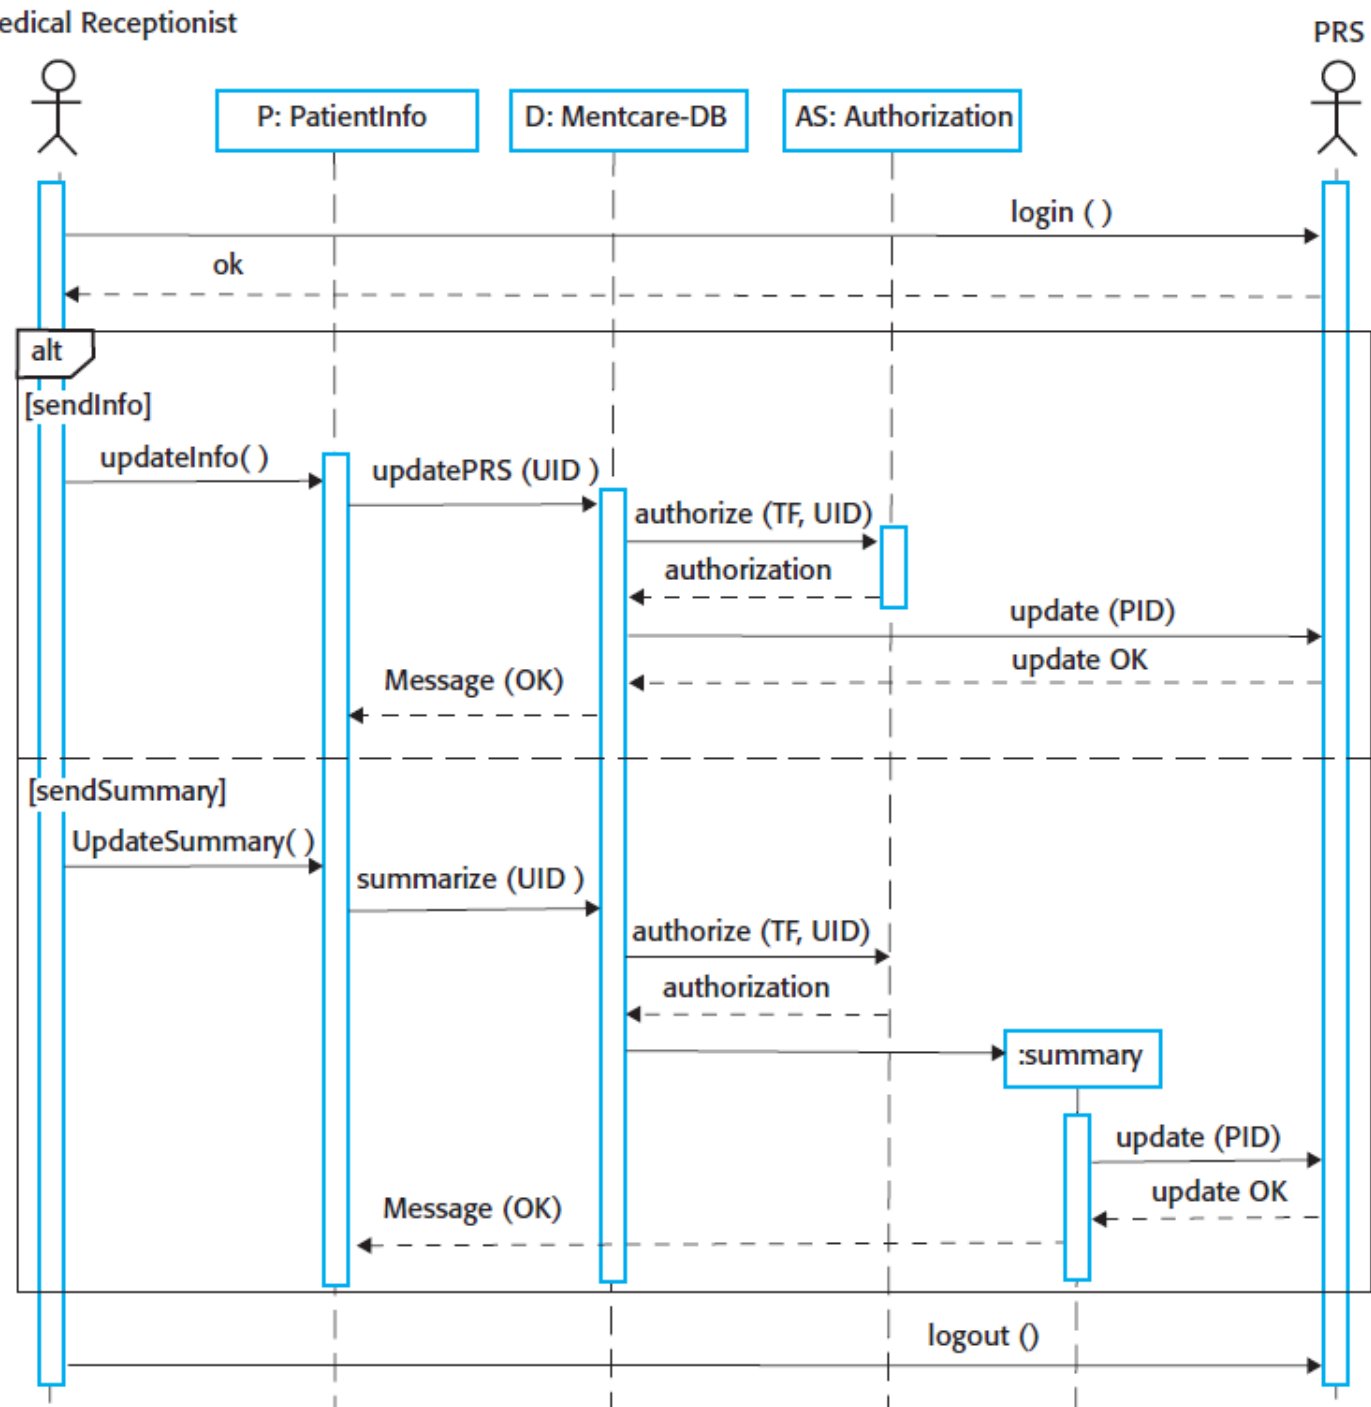 edical Receptionist
PRS
P: PatientInfo
D: Mentcare-DB
AS: Authorization
login ( )
ok
alt
[sendInfo]
updateInfo( )
updatePRS (UID )
authorize (TF, UID)
authorization
update (PID)
update OK
Message (OK)
[sendSummary]
UpdateSummary( )
summarize (UID )
authorize (TF, UID)
authorization
:summary
update (PID)
update OK
Message (OK)
logout ()